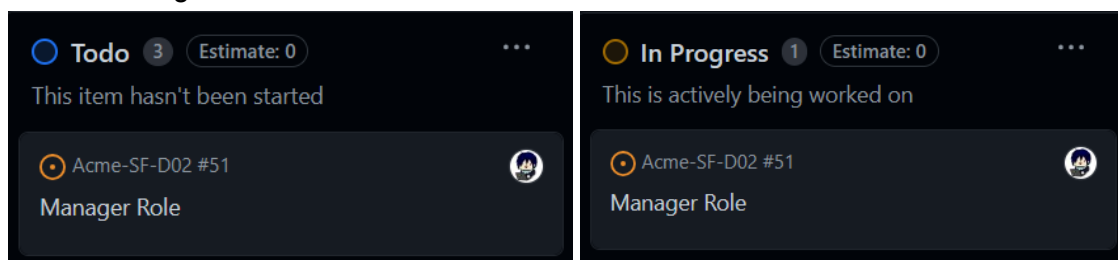 Todo 3 Estimate: 0 ...
This item hasn't been started
Acme-SF-D02 #51
Manager Role
In Progress 1 Estimate: 0 ...
This is actively being worked on
Acme-SF-D02 #51
Manager Role